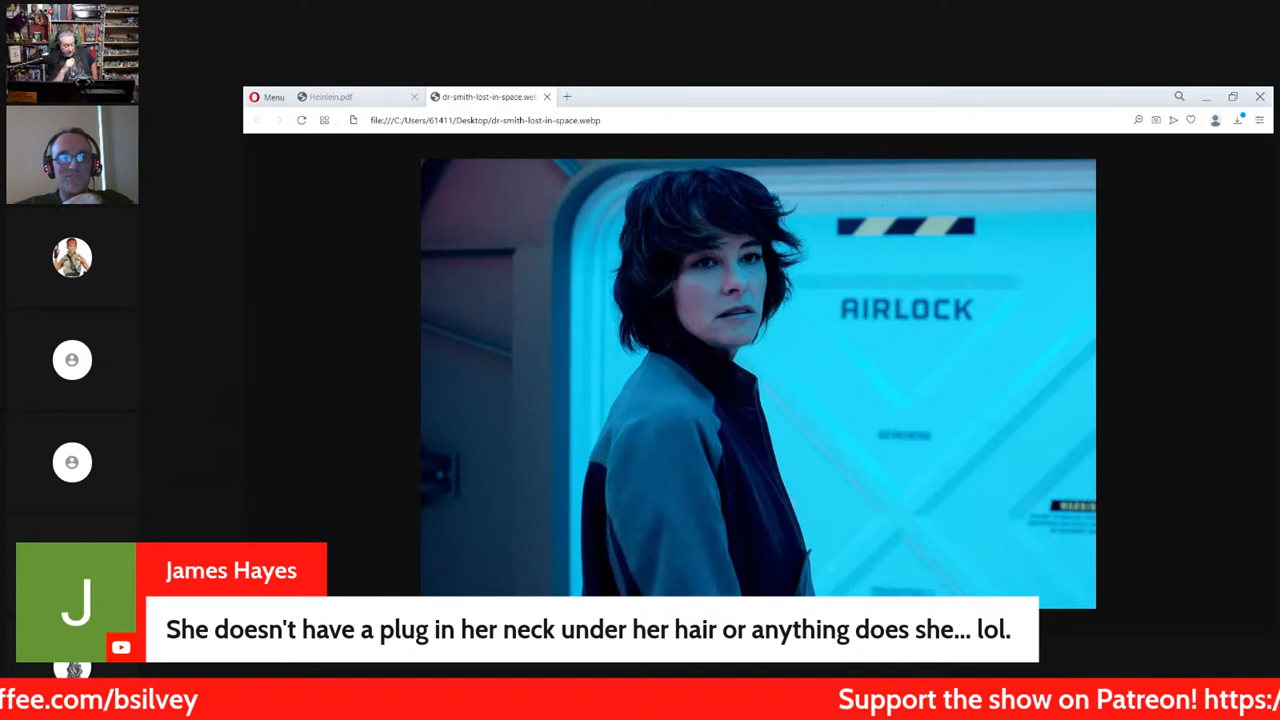 Menu
Heinlein.pdf
dr-smith-lost-in-space.we
file:///C:/Users/61411/Desktop/dr-smith-lost-in-space.webp
AIRLOCK
J
James Hayes
She doesn't have a plug in her neck under her hair or anything does she... lol.
ffee.com/bsilvey
Support the show on Patreon! https:/